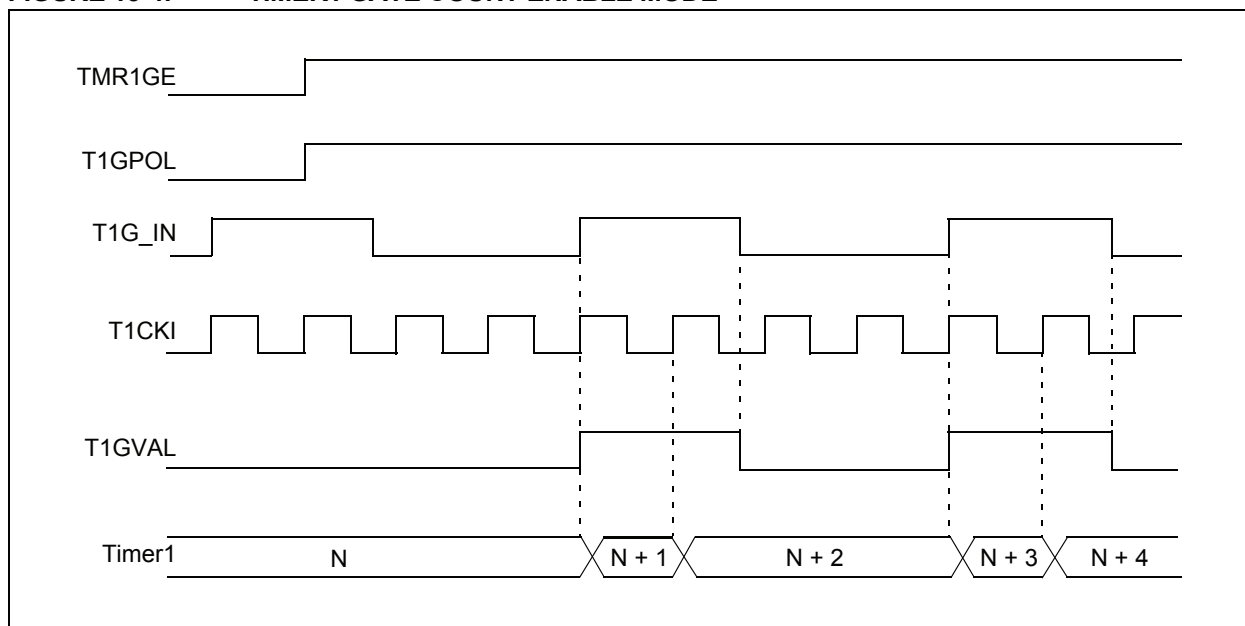 TMR1GE
T1GPOL
T1G_IN
T1CKI
T1GVAL
Timer1 N N + 1 N + 2 N + 3 N + 4